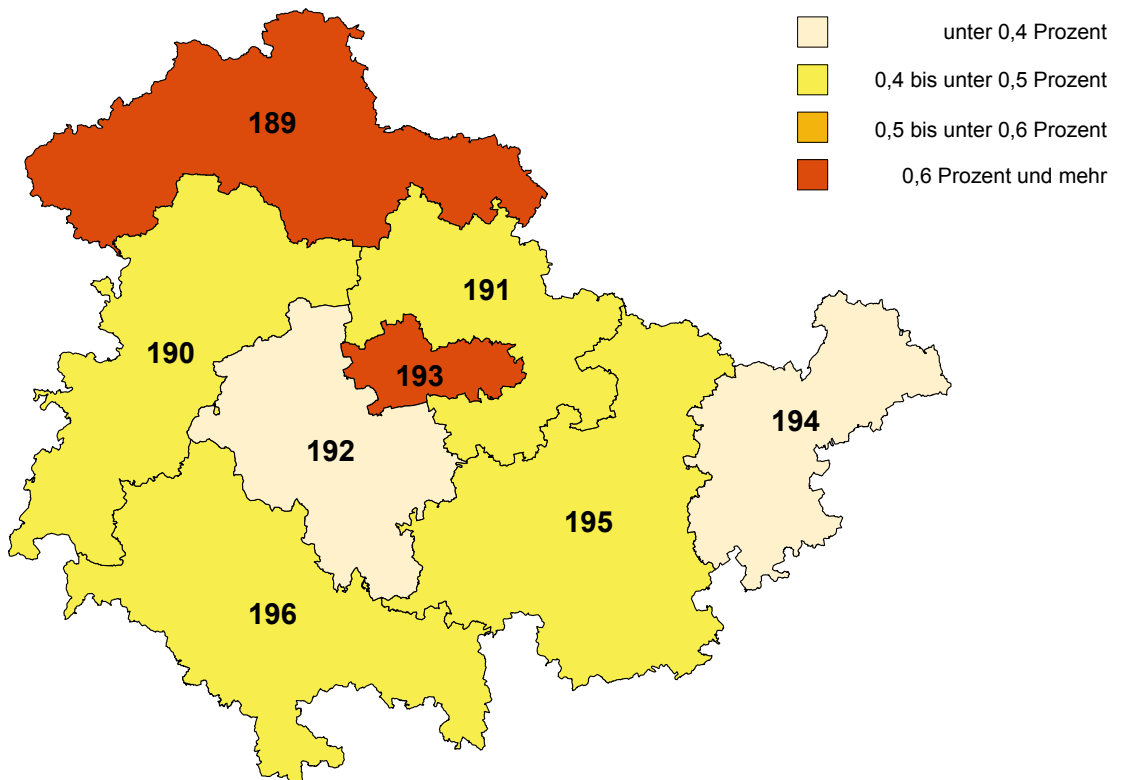 unter 0,4 Prozent
0,4 bis unter 0,5 Prozent
0,5 bis unter 0,6 Prozent
0,6 Prozent und mehr
189
191
190
193
194
192
195
196